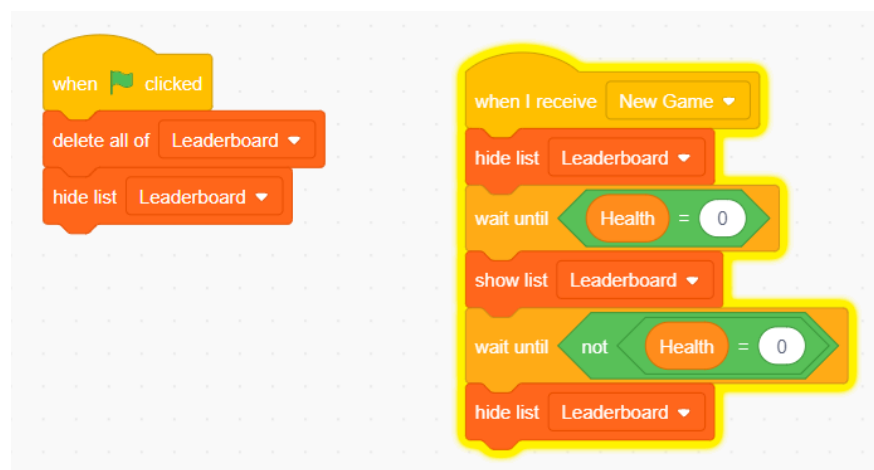 when clicked
delete all of Leaderboard
hide list Leaderboard
when I receive New Game
hide list Leaderboard
wait until Health = 0
show list Leaderboard
wait until not Health = 0
hide list Leaderboard